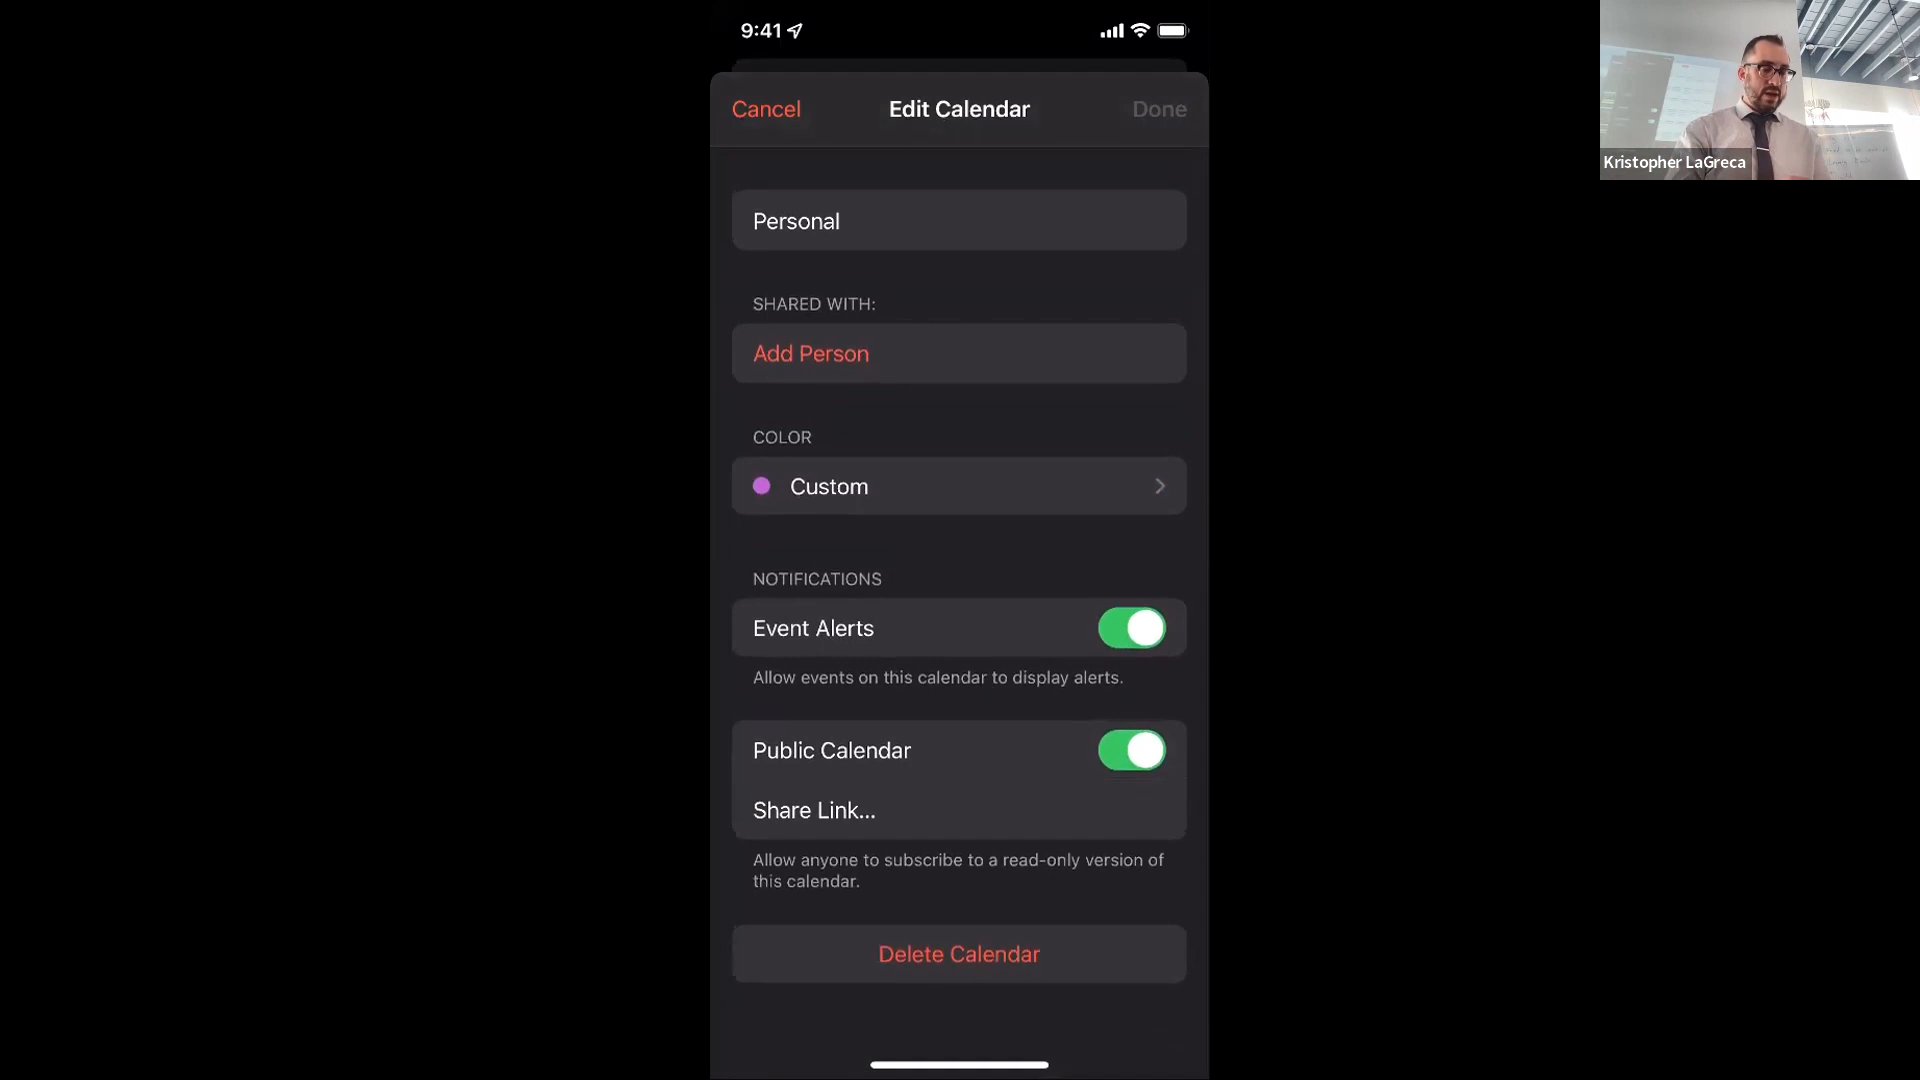 9:41
Cancel
Edit Calendar
Done
Personal
SHARED WITH:
Add Person
COLOR
Custom
NOTIFICATIONS
Event Alerts
Allow events on this calendar to display alerts.
Public Calendar
Share Link...
Allow anyone to subscribe to a read-only version of
this calendar.
Delete Calendar
Kristopher LaGreca